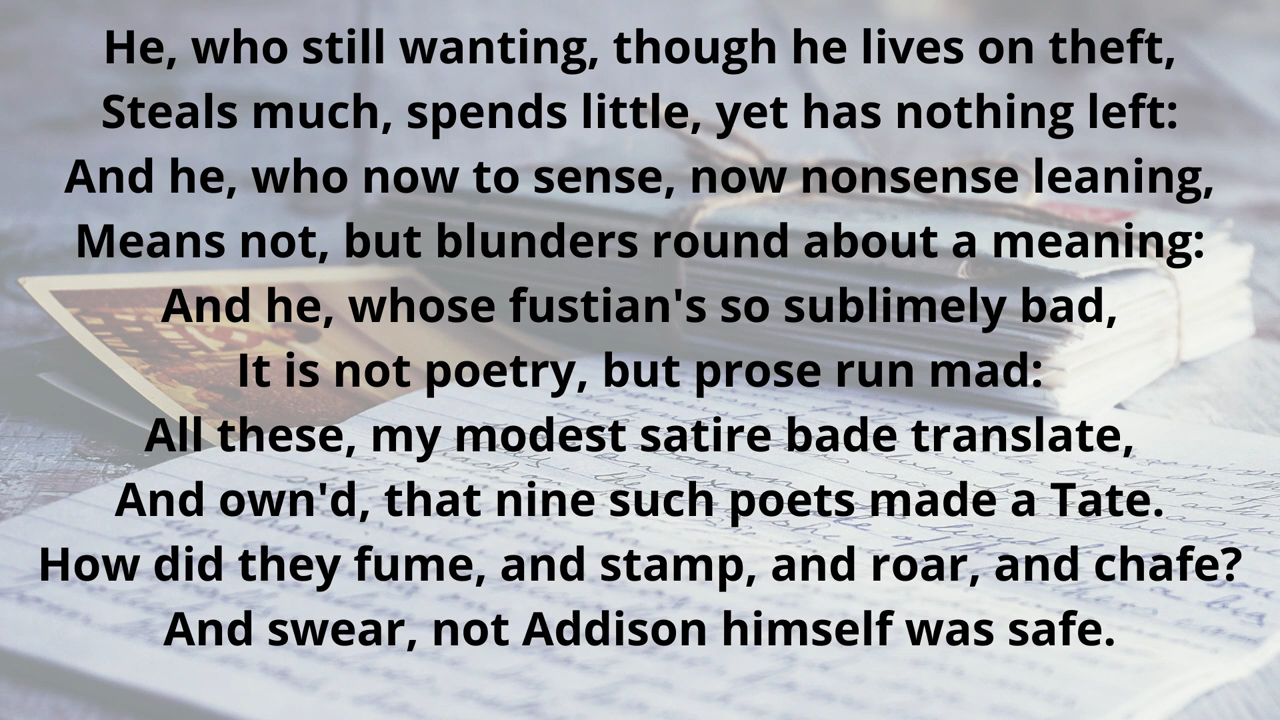 He, who still wanting, though he lives on theft,
Steals much, spends little, yet has nothing left:
And he, who now to sense, now nonsense leaning,
Means not, but blunders round about a meaning:
And he, whose fustian's so sublimely bad,
It is not poetry, but prose run mad:
All these, my modest satire bade translate,
And own'd, that nine such poets made a Tate.
How did they fume, and stamp, and roar, and chafe?
And swear, not Addison himself was safe.